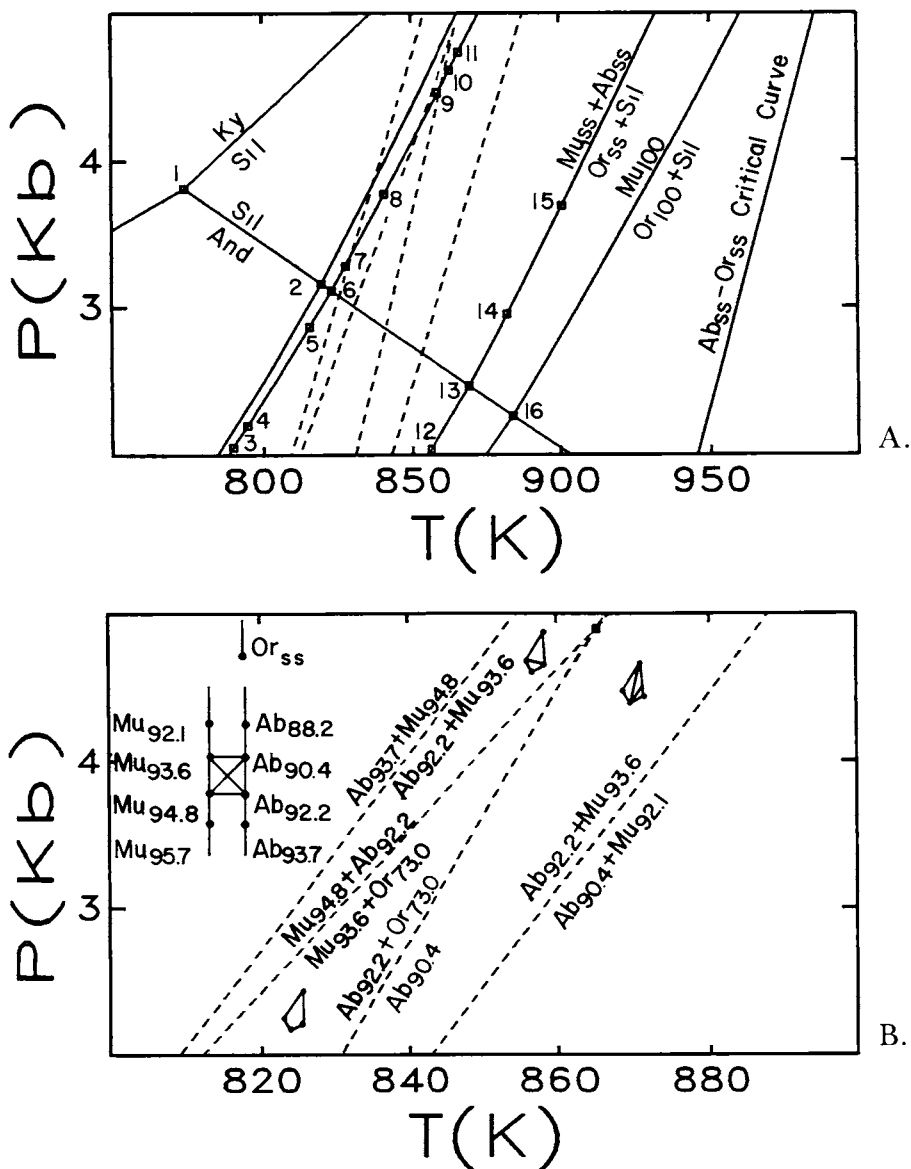 P(Kb)
4
3
Ky
Sil
Sil
And
1
2
3
4
5
6
7
8
9
10
11
12
13
14
15
16
Muss+Abss
Orss+Sil
Mu100
Or100+Sil
Abss-Orss Critical Curve
800
850
900
950
T(K)
A.
P(Kb)
4
3
Orss
Mu92.1
Ab88.2
Mu93.6
Ab90.4
Mu94.8
Ab92.2
Mu95.7
Ab93.7
Ab93.7+Mu94.8
Ab92.2+Mu93.6
Mu94.8+Ab92.2
Mu93.6+Or73.0
Ab92.2+Or73.0
Ab90.4
Ab92.2+Mu93.6
Ab90.4+Mu92.1
820
840
860
880
T(K)
B.